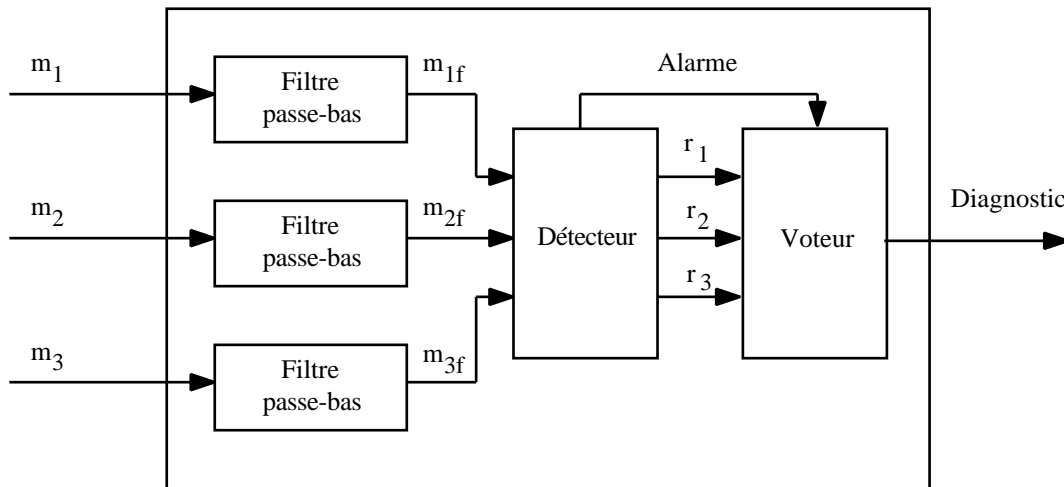 m1
Filtre
passe-bas
m1f
Alarme
m2
Filtre
passe-bas
m2f
Détecteur
r1
r2
r3
Voteur
Diagnostic
m3
Filtre
passe-bas
m3f